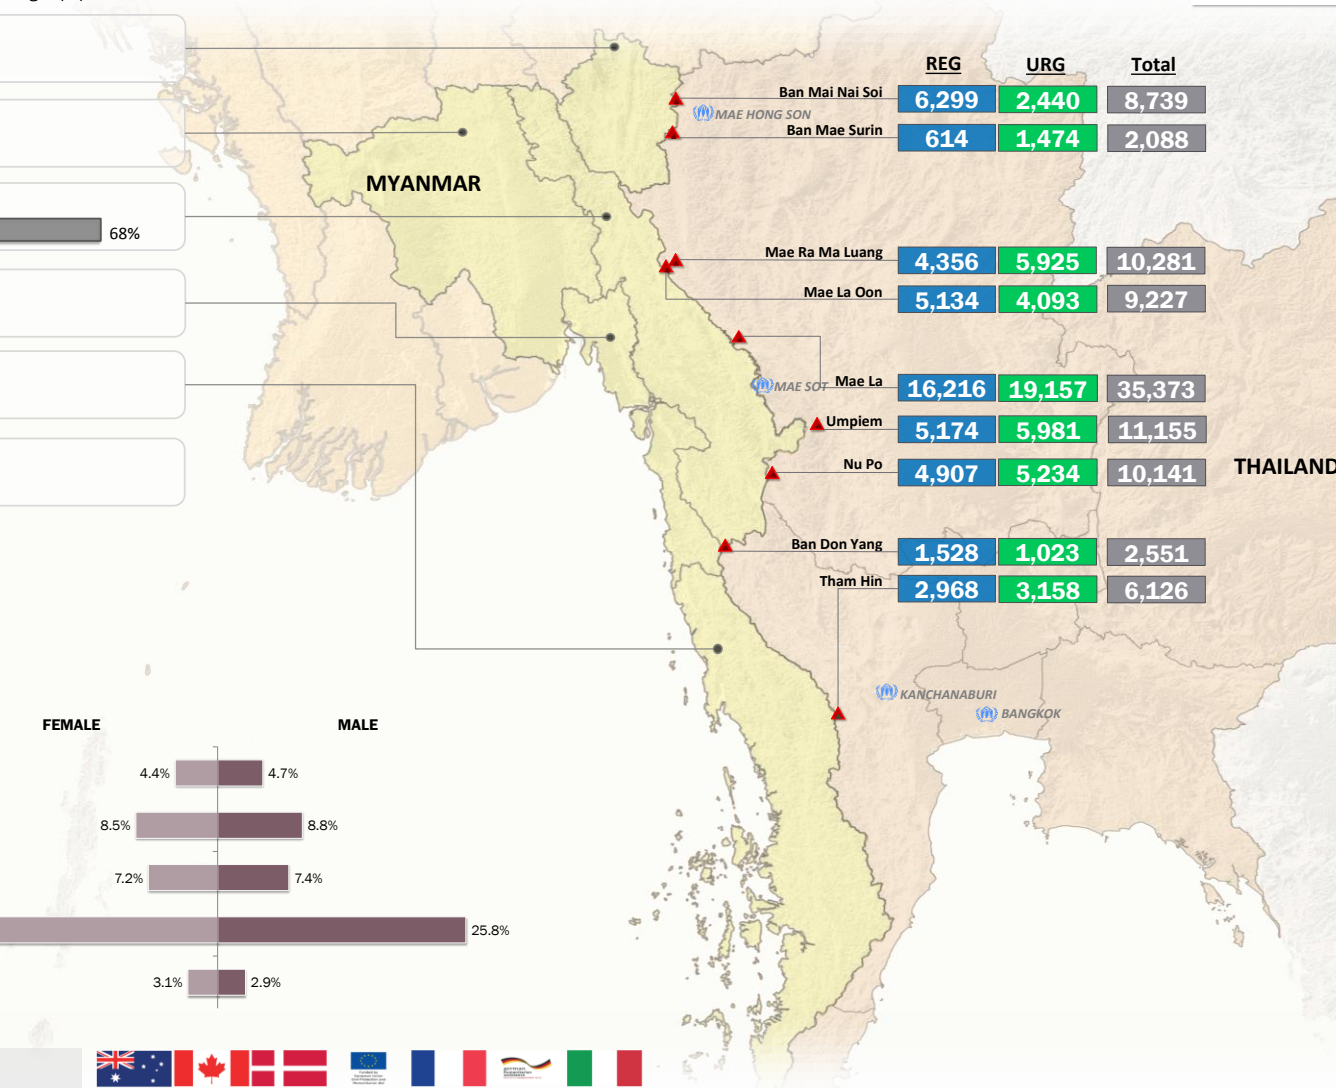 REG URG Total
Ban Mai Nai Soi 6,299 2,440 8,739
MAE HONG SON
Ban Mae Surin 614 1,474 2,088
MYANMAR
68%
Mae Ra Ma Luang 4,356 5,925 10,281
Mae La Oon 5,134 4,093 9,227
MAE SOT
Mae La 16,216 19,157 35,373
Umpiem 5,174 5,981 11,155
Nu Po 4,907 5,234 10,141
THAILAND
Ban Don Yang 1,528 1,023 2,551
Tham Hin 2,968 3,158 6,126
KANCHANABURI
BANGKOK
FEMALE MALE
4.4% 4.7%
8.5% 8.8%
7.2% 7.4%
25.8%
3.1% 2.9%